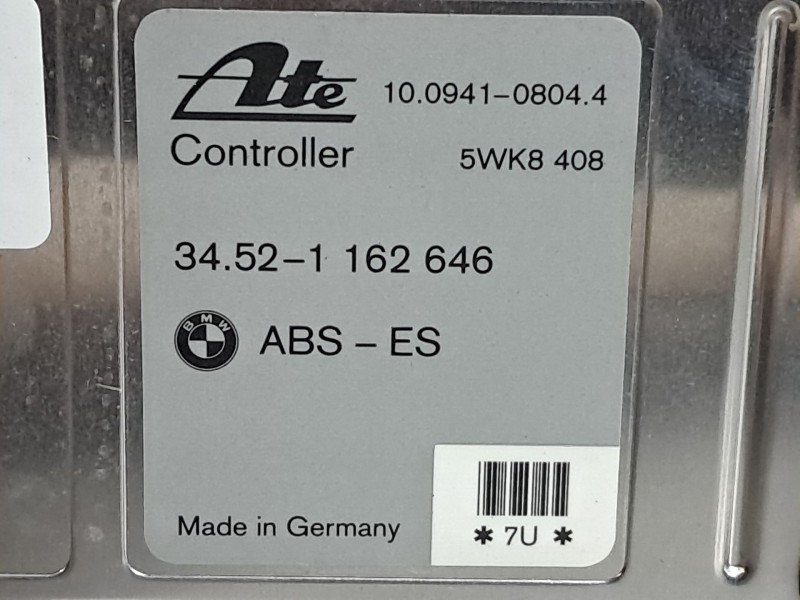 Ate 10.0941-0804.4
Controller 5WK8 408
34.52-1 162 646
BMW ABS - ES
Made in Germany
* 7U *